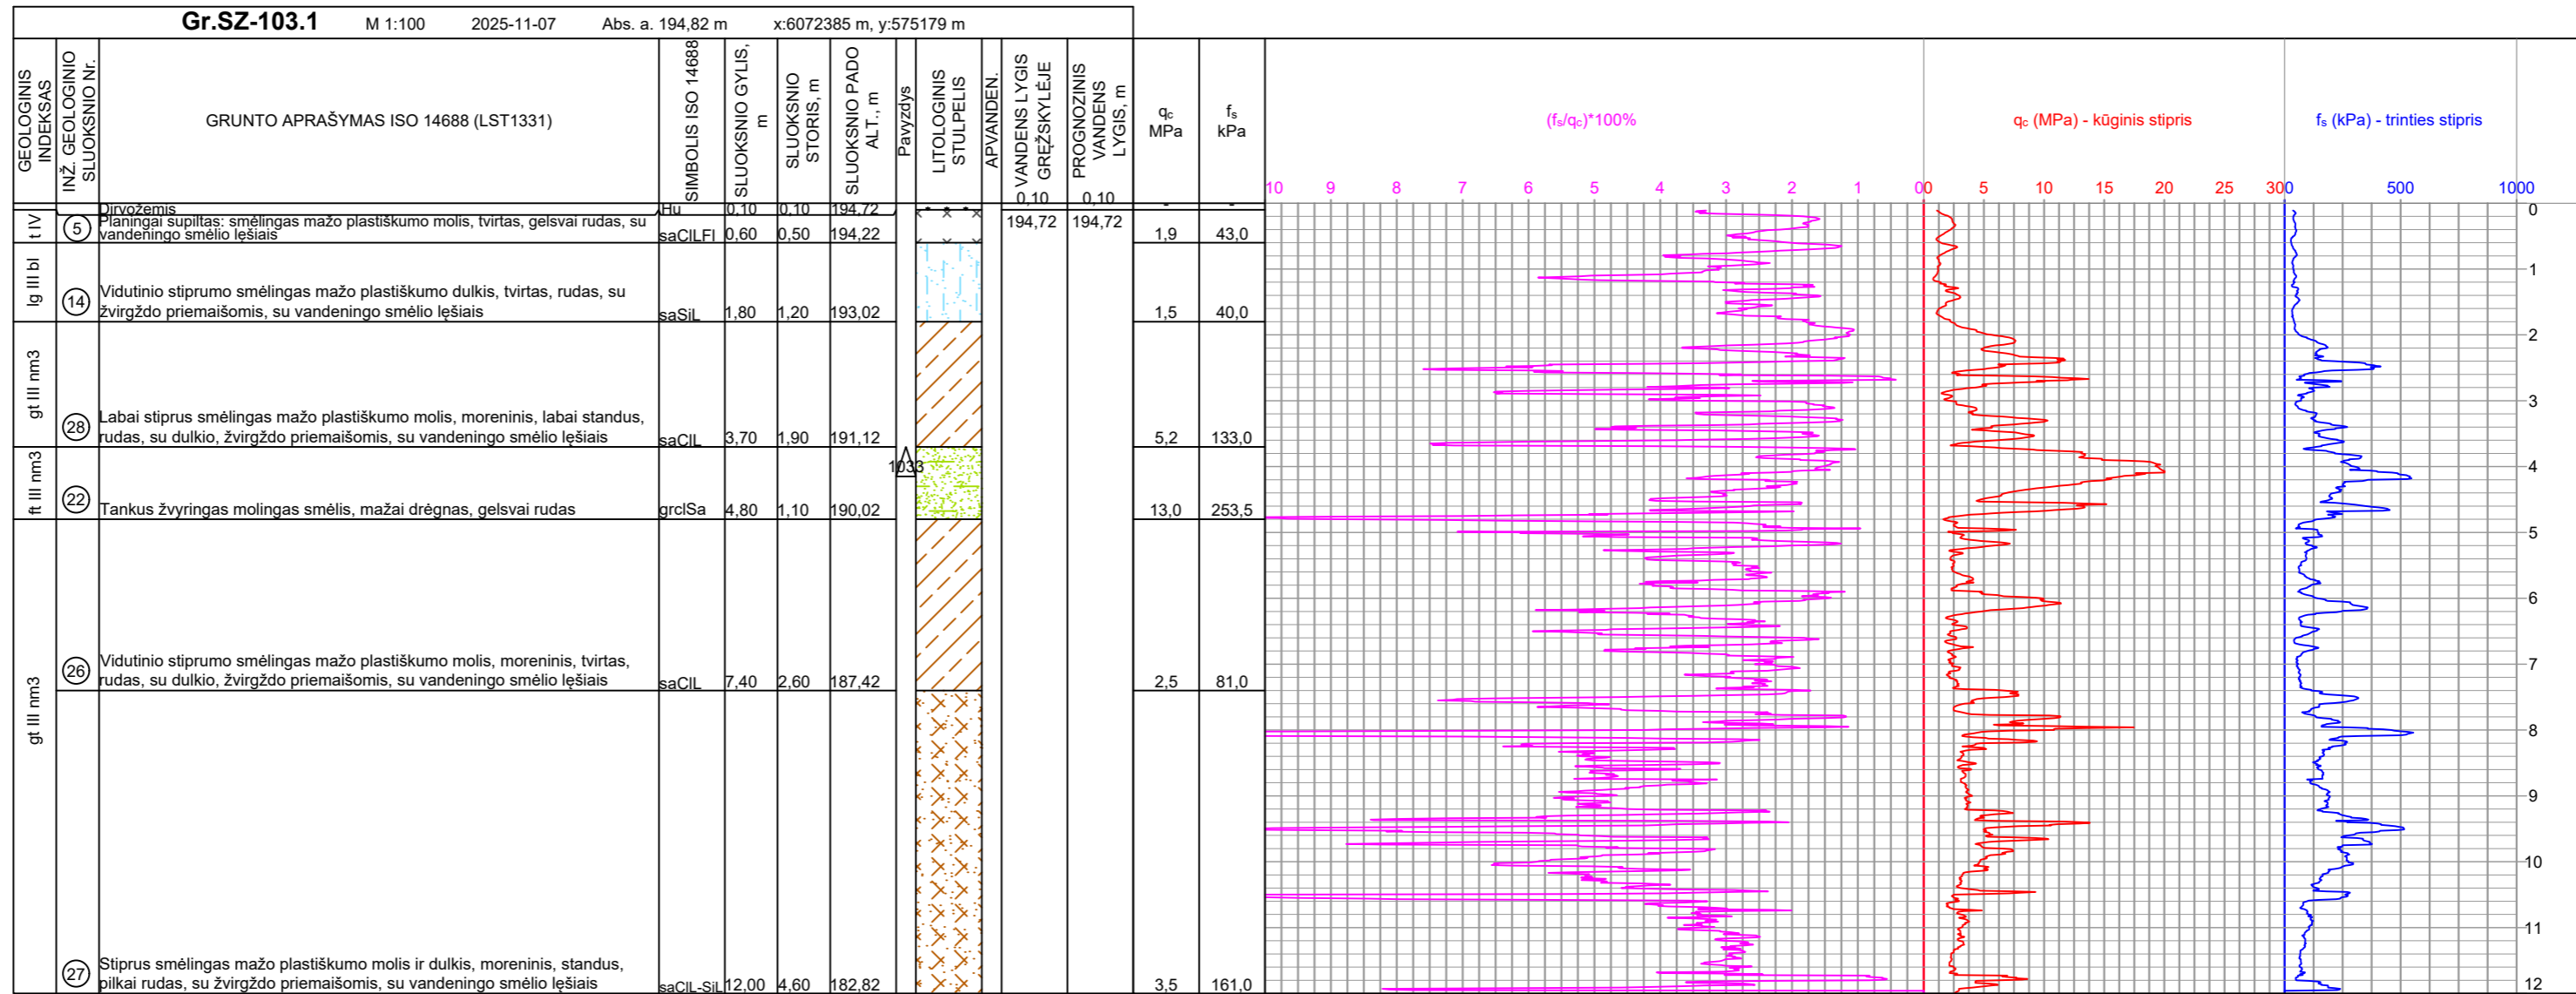 Gr.SZ-103.1 M 1:100 2025-11-07 Abs. a. 194,82 m x:6072385 m, y:575179 m
GEOLOGINIS
INDEKSAS
INŽ. GEOLOGINIO
SLUOKSNIO Nr.
GRUNTO APRAŠYMAS ISO 14688 (LST1331)
SIMBOLIS ISO 14688
SLUOKSNIO GYLIS,
m
SLUOKSNIO
STORIS, m
SLUOKSNIO PADO
ALT., m
Pavyzdys
LITOLOGINIS
STULPELIS
APVANDEN.
VANDENS LYGIS
GRĘŽSKYLĖJE
0,10
PROGNOZINIS
VANDENS
LYGIS, m
0,10
qc
MPa
fs
kPa
(fs/qc)*100%
qc (MPa) - kūginis stipris
fs (kPa) - trinties stipris
10 9 8 7 6 5 4 3 2 1 0
0 5 10 15 20 25 30
0 500 1000
Dirvožemis Hu 0,10 0,10 194,72 - -
194,72 194,72
t IV
5
Planingai supiltas: smėlingas mažo plastiškumo molis, tvirtas, gelsvai rudas, su
vandeningo smėlio lęšiais saClLFl 0,60 0,50 194,22 1,9 43,0
lg III bl
14
Vidutinio stiprumo smėlingas mažo plastiškumo dulkis, tvirtas, rudas, su
žvirgždo priemaišomis, su vandeningo smėlio lęšiais saSiL 1,80 1,20 193,02 1,5 40,0
gt III nm3
28
Labai stiprus smėlingas mažo plastiškumo molis, moreninis, labai standus,
rudas, su dulkio, žvirgždo priemaišomis, su vandeningo smėlio lęšiais saClL 3,70 1,90 191,12 5,2 133,0
1033
ft III nm3
22
Tankus žvyringas molingas smėlis, mažai drėgnas, gelsvai rudas grclSa 4,80 1,10 190,02 13,0 253,5
gt III nm3
26
Vidutinio stiprumo smėlingas mažo plastiškumo molis, moreninis, tvirtas,
rudas, su dulkio, žvirgždo priemaišomis, su vandeningo smėlio lęšiais saClL 7,40 2,60 187,42 2,5 81,0
27
Stiprus smėlingas mažo plastiškumo molis ir dulkis, moreninis, standus,
pilkai rudas, su žvirgždo priemaišomis, su vandeningo smėlio lęšiais saClL-SiL 12,00 4,60 182,82 3,5 161,0
0
1
2
3
4
5
6
7
8
9
10
11
12